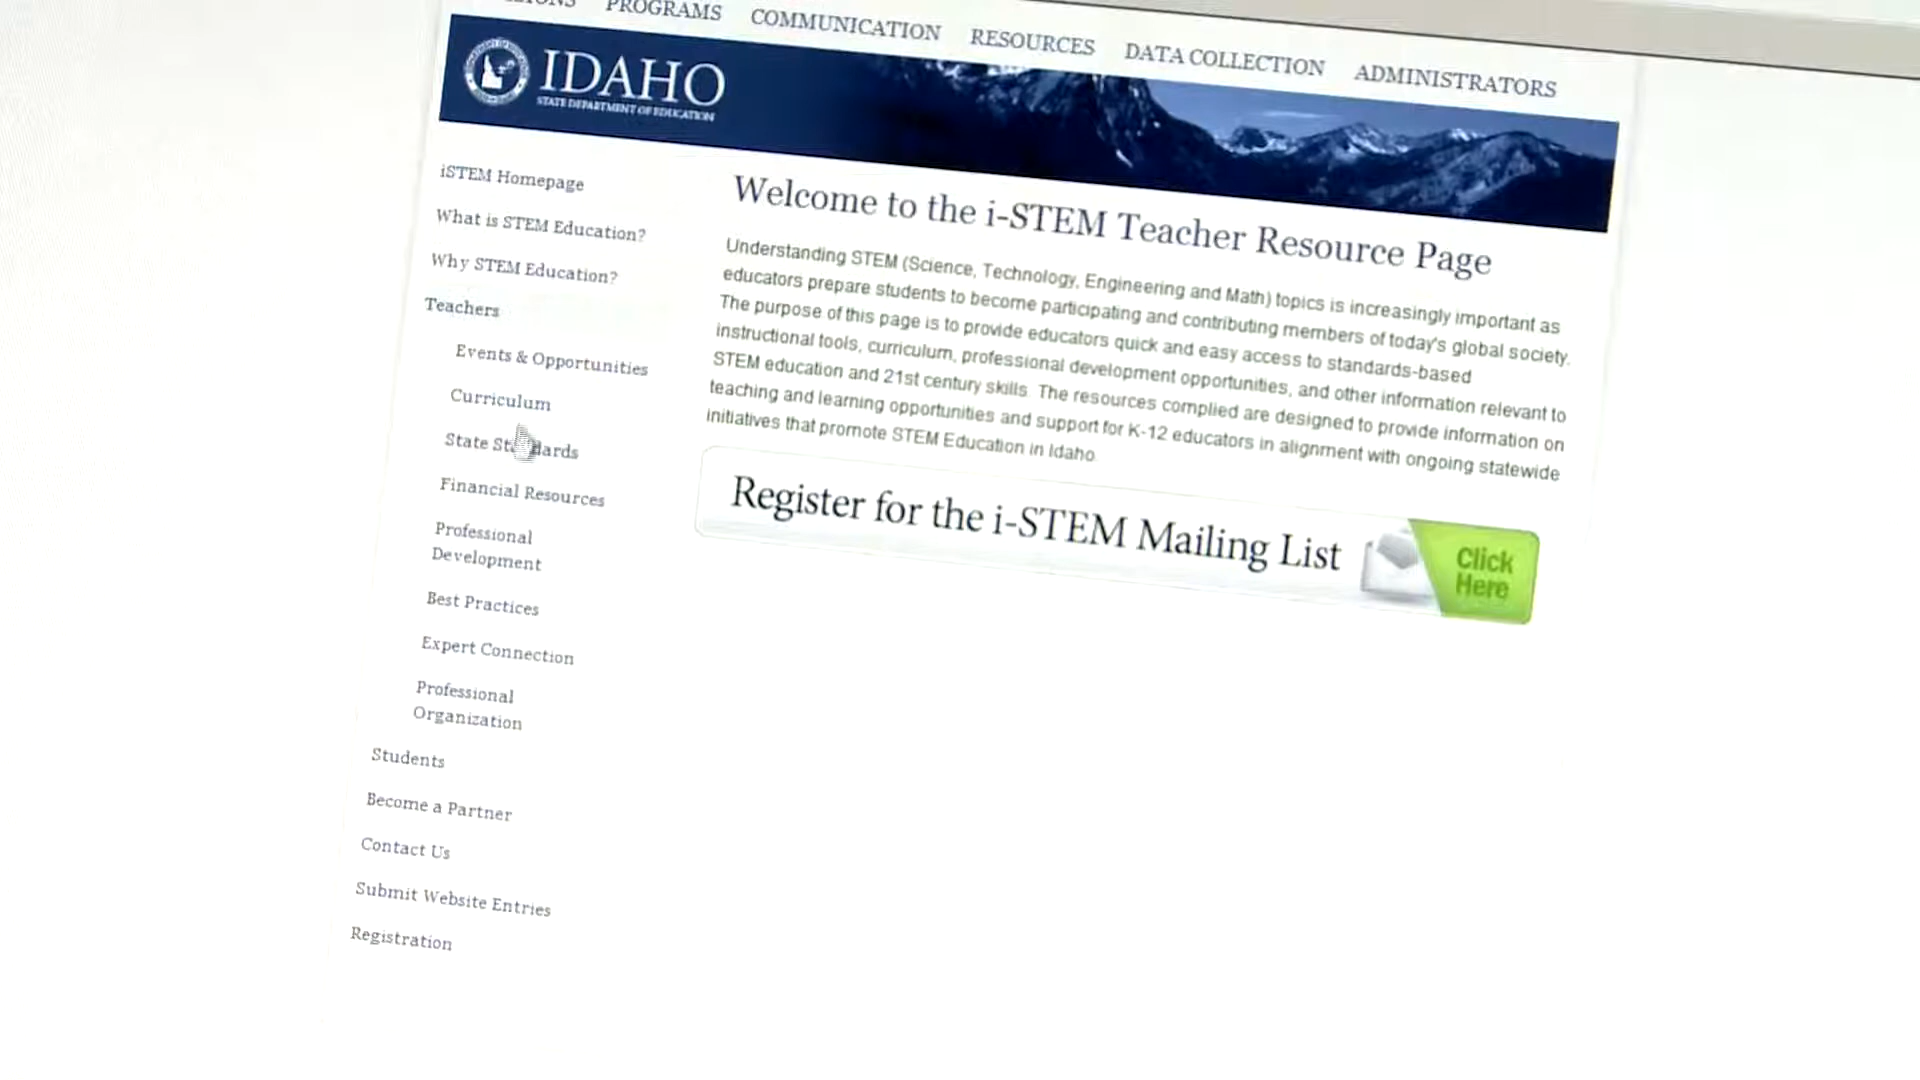 PROGRAMS
COMMUNICATION
RESOURCES
DATA COLLECTION
ADMINISTRATORS
IDAHO
STATE DEPARTMENT OF EDUCATION
iSTEM Homepage
What is STEM Education?
Why STEM Education?
Teachers
Events & Opportunities
Curriculum
State Standards
Financial Resources
Professional
Development
Best Practices
Expert Connection
Professional
Organization
Students
Become a Partner
Contact Us
Submit Website Entries
Registration
Welcome to the i-STEM Teacher Resource Page
Understanding STEM (Science, Technology, Engineering and Math) topics is increasingly important as
educators prepare students to become participating and contributing members of today's global society.
The purpose of this page is to provide educators quick and easy access to standards-based
instructional tools, curriculum, professional development opportunities, and other information relevant to
STEM education and 21st century skills. The resources complied are designed to provide information on
teaching and learning opportunities and support for K-12 educators in alignment with ongoing statewide
initiatives that promote STEM Education in Idaho.
Register for the i-STEM Mailing List
Click
Here